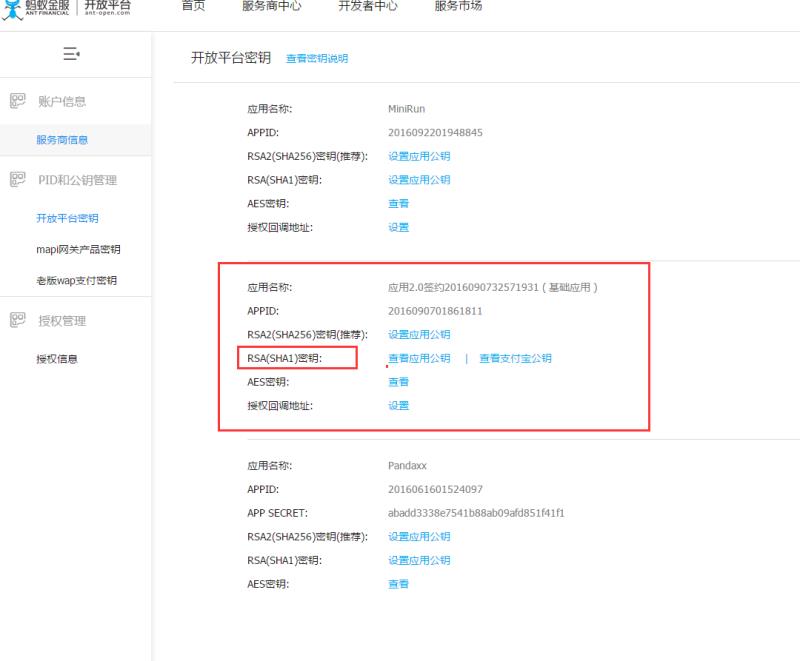 蚂蚁金服 开放平台
ANT FINANCIAL ant-open.com
首页 服务商中心 开发者中心 服务市场
开放平台密钥 查看密钥说明
账户信息
服务商信息
PID和公钥管理
开放平台密钥
mapi网关产品密钥
老版wap支付密钥
授权管理
授权信息
应用名称: MiniRun
APPID: 2016092201948845
RSA2(SHA256)密钥(推荐): 设置应用公钥
RSA(SHA1)密钥: 设置应用公钥
AES密钥: 查看
授权回调地址: 设置
应用名称: 应用2.0签约2016090732571931 ( 基础应用 )
APPID: 2016090701861811
RSA2(SHA256)密钥(推荐): 设置应用公钥
RSA(SHA1)密钥: 查看应用公钥 | 查看支付宝公钥
AES密钥: 查看
授权回调地址: 设置
应用名称: Pandaxx
APPID: 2016061601524097
APP SECRET: abadd3338e7541b88ab09afd851f41f1
RSA2(SHA256)密钥(推荐): 设置应用公钥
RSA(SHA1)密钥: 设置应用公钥
AES密钥: 查看